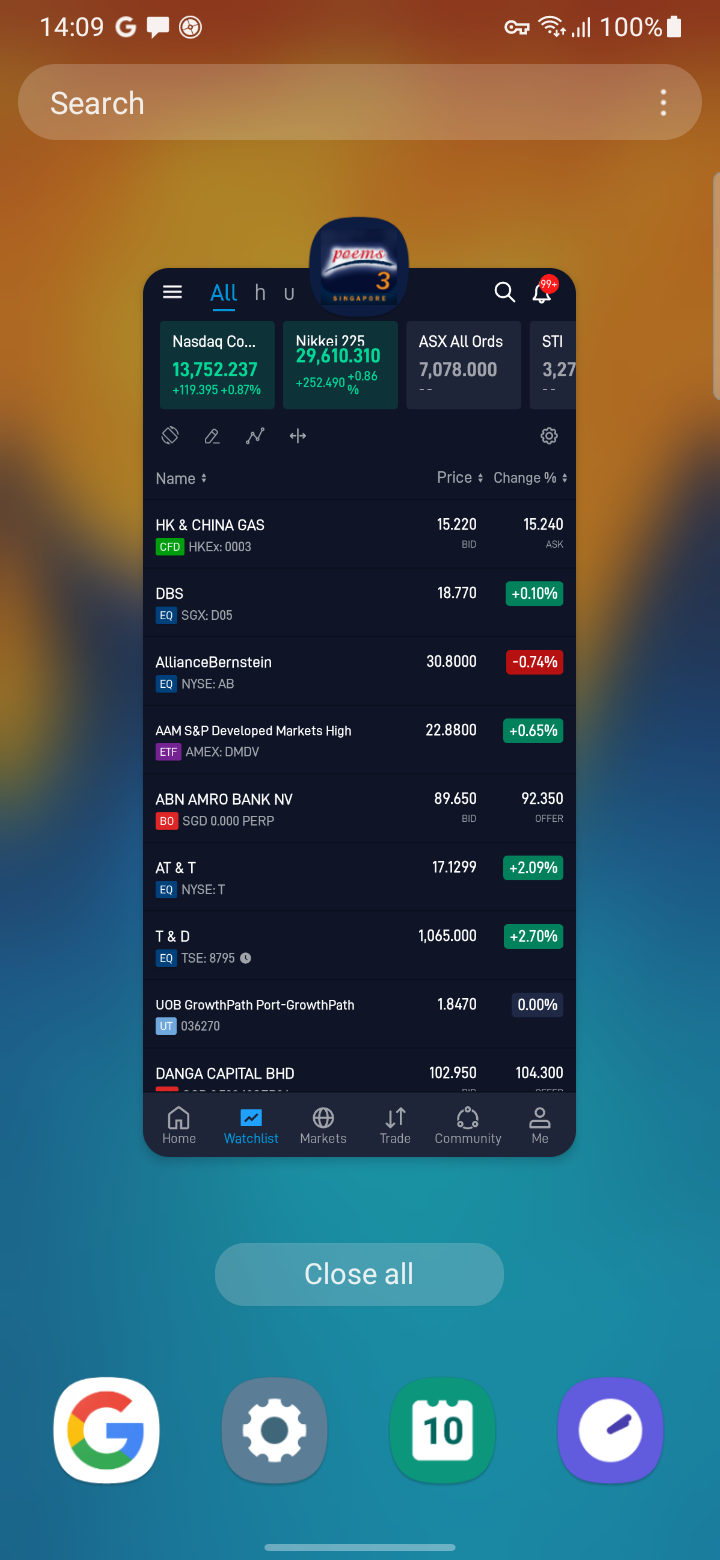 14:09 100%
Search
poems
3
SINGAPORE
All h u 99+
Nasdaq Co... Nikkei 225 ASX All Ords STI
13,752.237 29,610.310 7,078.000 3,27
+119.395 +0.87% +252.490 +0.86 % -- --
Name Price Change %
HK & CHINA GAS 15.220 15.240
CFD HKEx: 0003 BID ASK
DBS 18.770 +0.10%
EQ SGX: D05
AllianceBernstein 30.8000 -0.74%
EQ NYSE: AB
AAM S&P Developed Markets High 22.8800 +0.65%
ETF AMEX: DMDV
ABN AMRO BANK NV 89.650 92.350
BO SGD 0.000 PERP BID OFFER
AT & T 17.1299 +2.09%
EQ NYSE: T
T & D 1,065.000 +2.70%
EQ TSE: 8795
UOB GrowthPath Port-GrowthPath 1.8470 0.00%
UT 036270
DANGA CAPITAL BHD 102.950 104.300
Home Watchlist Markets Trade Community Me
Close all
10